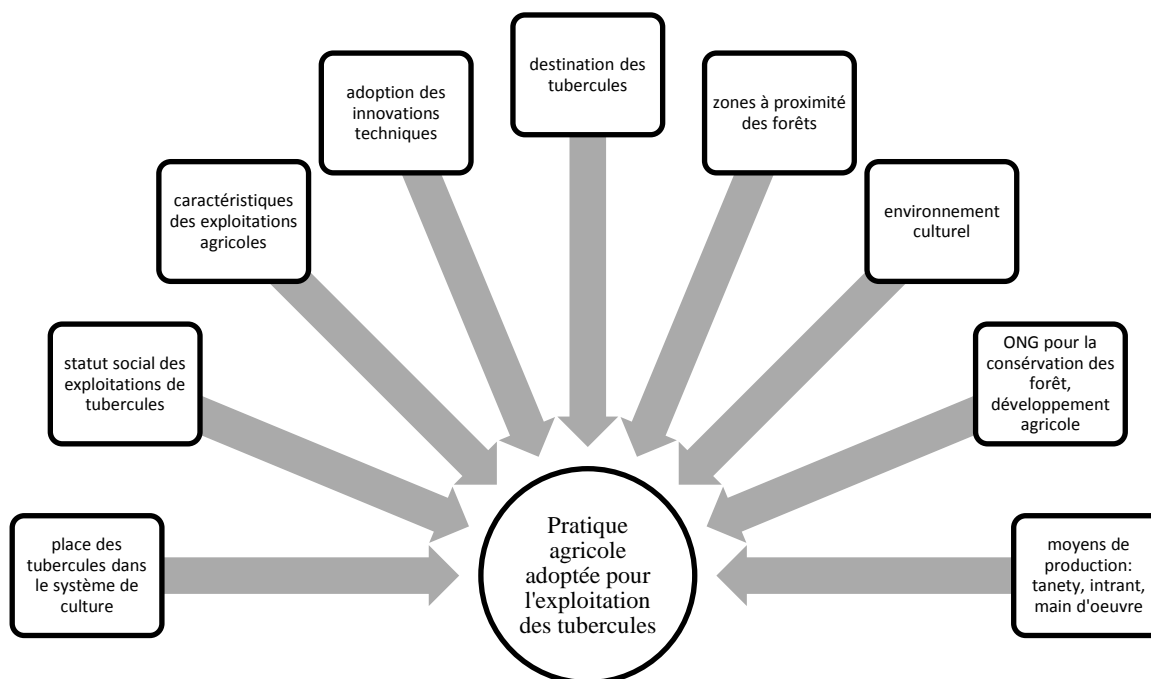 destination des
tubercules
adoption des
innovations
techniques
zones à proximité
des forêts
caractéristiques
des exploitations
agricoles
environnement
culturel
statut social des
exploitations de
tubercules
ONG pour la
consérvation des
forêt,
développement
agricole
place des
tubercules dans
le système de
culture
Pratique
agricole
adoptée pour
l'exploitation
des tubercules
moyens de
production:
tanety, intrant,
main d'oeuvre